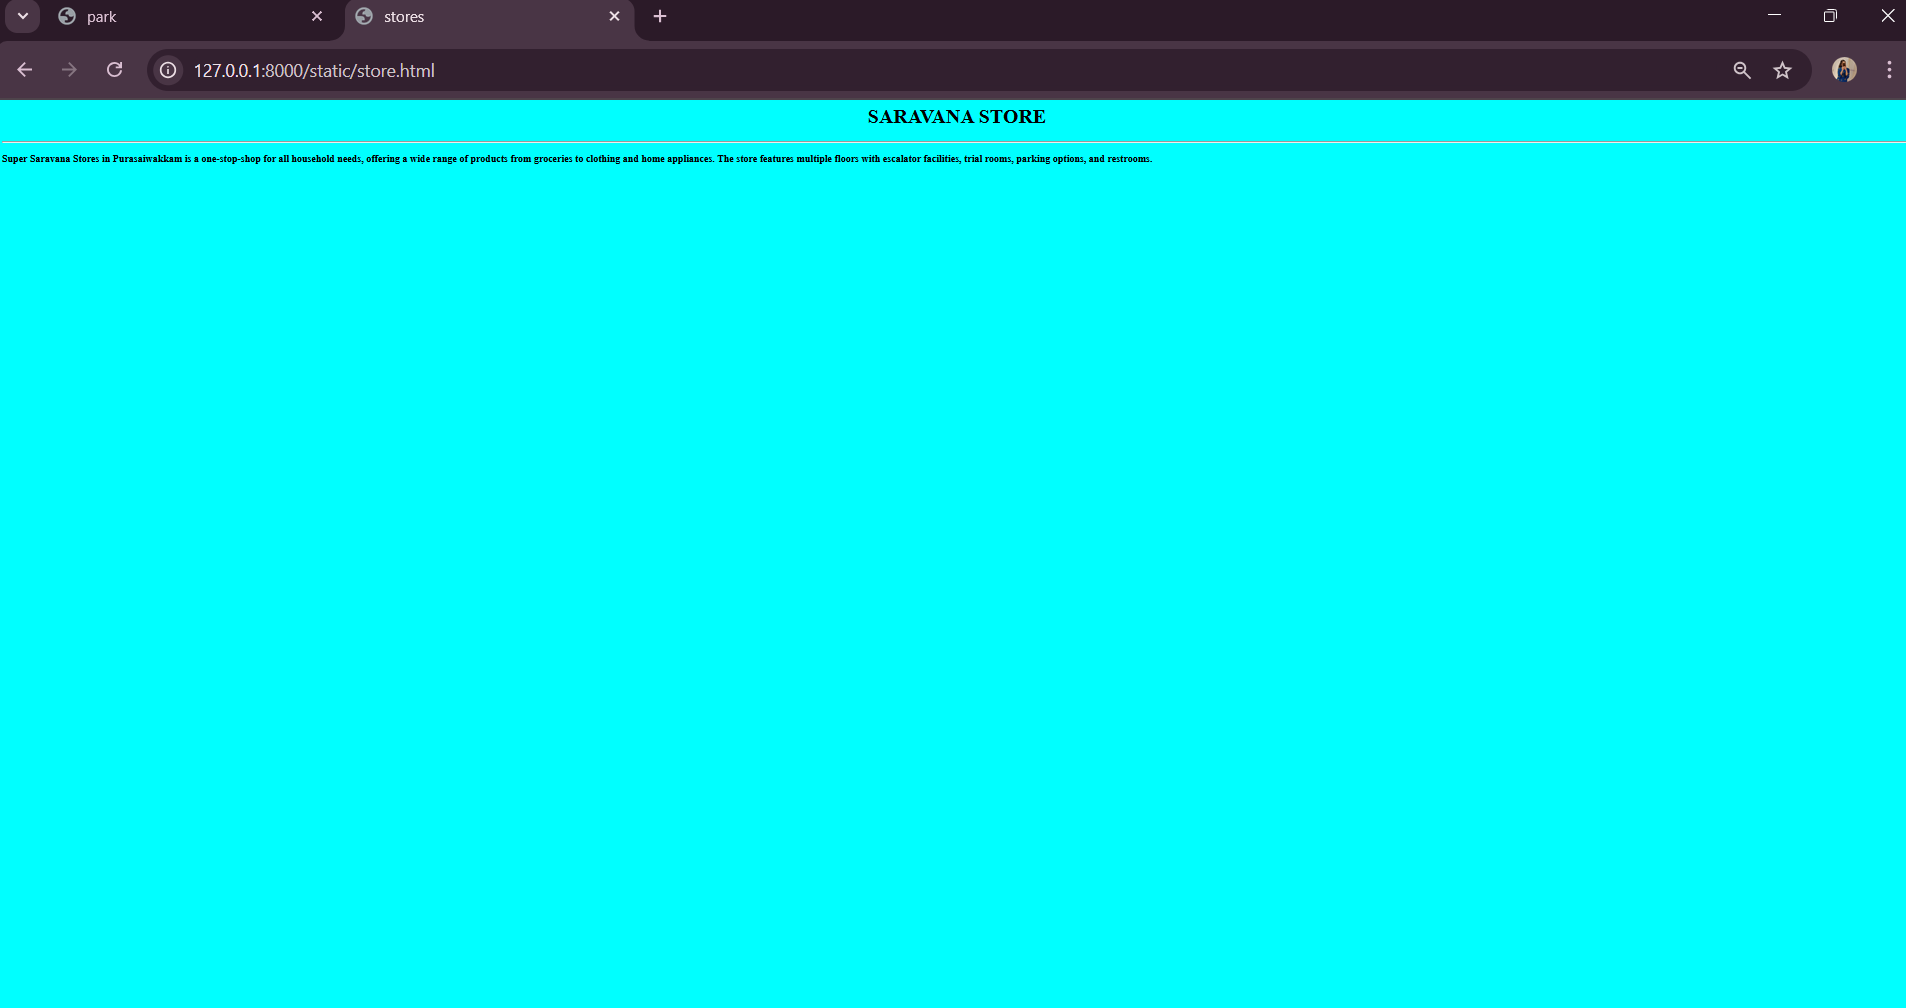 park
stores
127.0.0.1:8000/static/store.html
SARAVANA STORE
Super Saravana Stores in Purasaiwakkam is a one-stop-shop for all household needs, offering a wide range of products from groceries to clothing and home appliances. The store features multiple floors with escalator facilities, trial rooms, parking options, and restrooms.